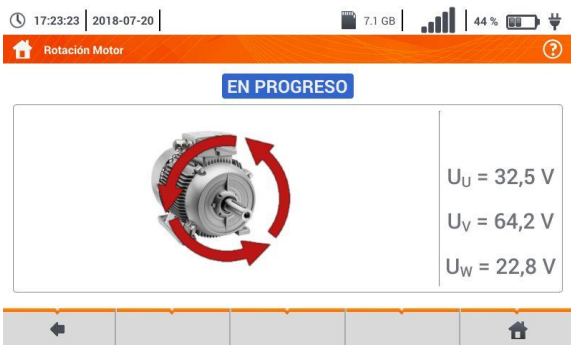 17:23:23 2018-07-20 7.1 GB 44 %
Rotación Motor ?
EN PROGRESO
UU = 32,5 V
UV = 64,2 V
UW = 22,8 V